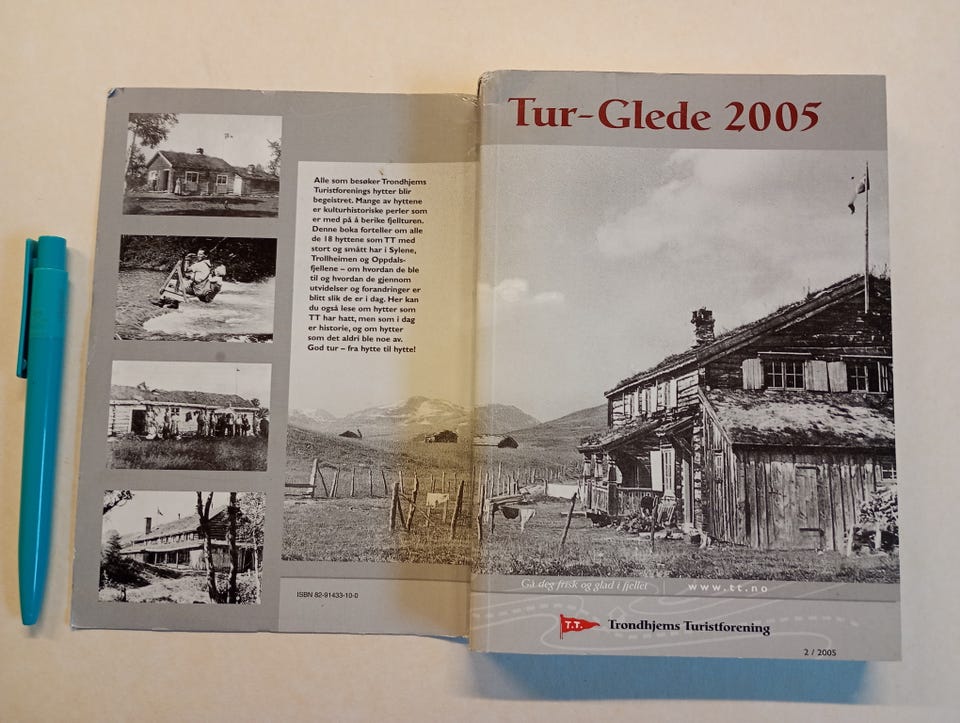 Alle som besøker Trondhjems
Turistforenings hytter blir
begeistret. Mange av hyttene
er kulturhistoriske perler som
er med på å berike fjellturen.
Denne boka forteller om alle
de 18 hyttene som TT med
stort og smått har i Sylene,
Trollheimen og Oppdals-
fjellene – om hvordan de ble
til og hvordan de gjennom
utvidelser og forandringer er
blitt slik de er i dag. Her kan
du også lese om hytter som
TT har hatt, men som i dag
er historie, og om hytter
som det aldri ble noe av.
God tur – fra hytte til hytte!
ISBN 82-91433-10-0
Tur-Glede 2005
Gå deg frisk og glad i fjellet
www.tt.no
T.T.
Trondhjems Turistforening
2 / 2005